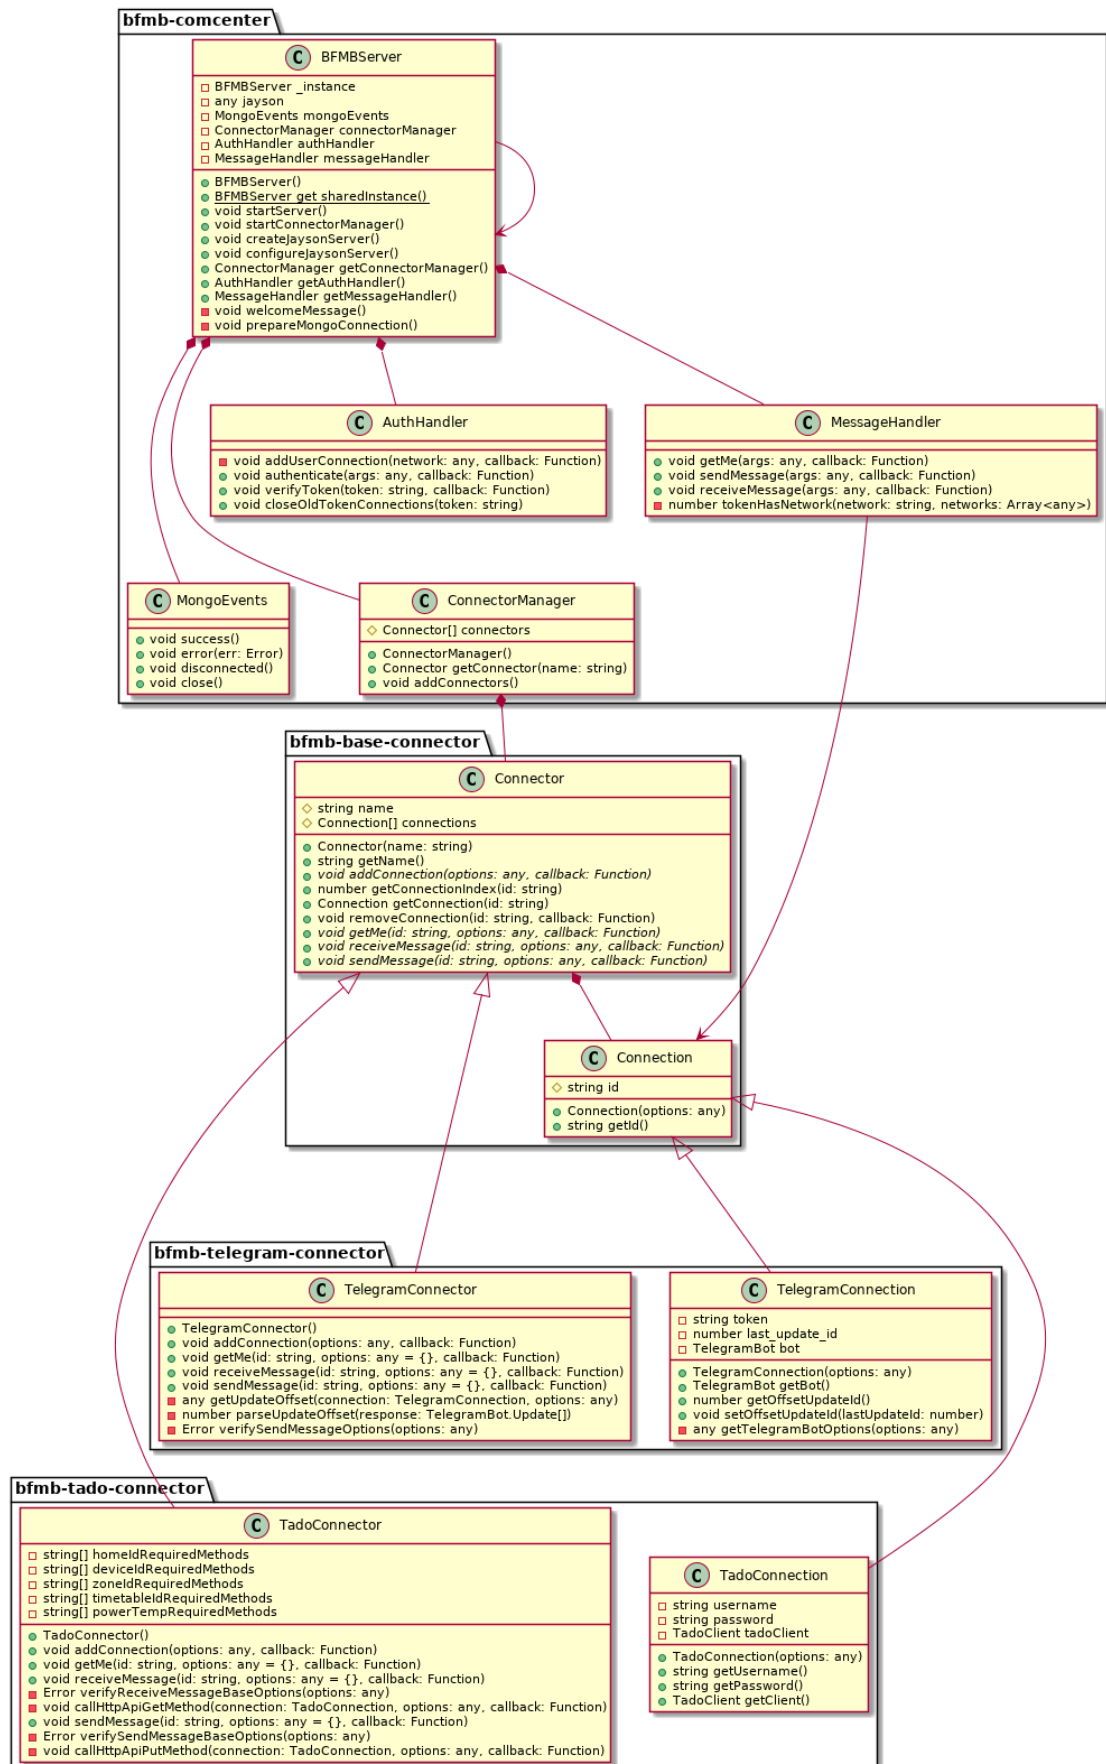 bfmb-comcenter
C BFMBServer
BFMBServer _instance
any jayson
MongoEvents mongoEvents
ConnectorManager connectorManager
AuthHandler authHandler
MessageHandler messageHandler
BFMBServer()
BFMBServer get sharedInstance()
void startServer()
void startConnectorManager()
void createJaysonServer()
void configureJaysonServer()
ConnectorManager getConnectorManager()
AuthHandler getAuthHandler()
MessageHandler getMessageHandler()
void welcomeMessage()
void prepareMongoConnection()
C AuthHandler
void addUserConnection(network: any, callback: Function)
void authenticate(args: any, callback: Function)
void verifyToken(token: string, callback: Function)
void closeOldTokenConnections(token: string)
C MessageHandler
void getMe(args: any, callback: Function)
void sendMessage(args: any, callback: Function)
void receiveMessage(args: any, callback: Function)
number tokenHasNetwork(network: string, networks: Array<any>)
C MongoEvents
void success()
void error(err: Error)
void disconnected()
void close()
C ConnectorManager
Connector[] connectors
ConnectorManager()
Connector getConnector(name: string)
void addConnectors()
bfmb-base-connector
C Connector
string name
Connection[] connections
Connector(name: string)
string getName()
void addConnection(options: any, callback: Function)
number getConnectionIndex(id: string)
Connection getConnection(id: string)
void removeConnection(id: string, callback: Function)
void getMe(id: string, options: any, callback: Function)
void receiveMessage(id: string, options: any, callback: Function)
void sendMessage(id: string, options: any, callback: Function)
C Connection
string id
Connection(options: any)
string getId()
bfmb-telegram-connector
C TelegramConnector
TelegramConnector()
void addConnection(options: any, callback: Function)
void getMe(id: string, options: any = {}, callback: Function)
void receiveMessage(id: string, options: any = {}, callback: Function)
void sendMessage(id: string, options: any = {}, callback: Function)
any getUpdateOffset(connection: TelegramConnection, options: any)
number parseUpdateOffset(response: TelegramBot.Update[])
Error verifySendMessageOptions(options: any)
C TelegramConnection
string token
number last_update_id
TelegramBot bot
TelegramConnection(options: any)
TelegramBot getBot()
number getOffsetUpdateId()
void setOffsetUpdateId(lastUpdateId: number)
any getTelegramBotOptions(options: any)
bfmb-tado-connector
C TadoConnector
string[] homeIdRequiredMethods
string[] deviceIdRequiredMethods
string[] zoneIdRequiredMethods
string[] timetableIdRequiredMethods
string[] powerTempRequiredMethods
TadoConnector()
void addConnection(options: any, callback: Function)
void getMe(id: string, options: any = {}, callback: Function)
void receiveMessage(id: string, options: any = {}, callback: Function)
Error verifyReceiveMessageBaseOptions(options: any)
void callHttpApiGetMethod(connection: TadoConnection, options: any, callback: Function)
void sendMessage(id: string, options: any = {}, callback: Function)
Error verifySendMessageBaseOptions(options: any)
void callHttpApiPutMethod(connection: TadoConnection, options: any, callback: Function)
C TadoConnection
string username
string password
TadoClient tadoClient
TadoConnection(options: any)
string getUsername()
string getPassword()
TadoClient getClient()